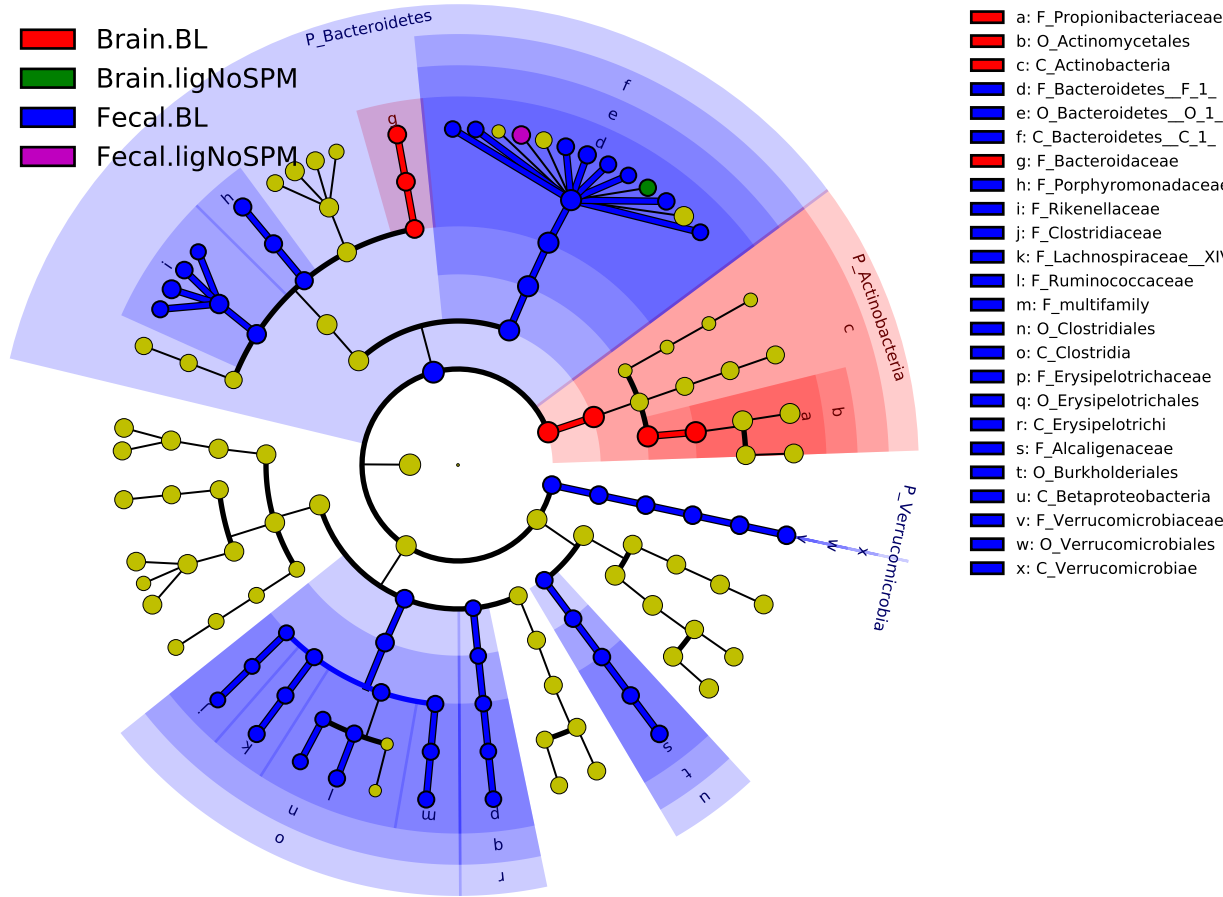 Brain.BL
Brain.ligNoSPM
Fecal.BL
Fecal.ligNoSPM
P_Bacteroidetes
P_Actinobacteria
P_Verrucomicrobia
a
b
c
d
e
f
g
h
i
j
k
l
m
n
o
p
q
r
s
t
u
v
w
x
a: F_Propionibacteriaceae
b: O_Actinomycetales
c: C_Actinobacteria
d: F_Bacteroidetes__F_1_
e: O_Bacteroidetes__O_1_
f: C_Bacteroidetes__C_1_
g: F_Bacteroidaceae
h: F_Porphyromonadaceae
i: F_Rikenellaceae
j: F_Clostridiaceae
k: F_Lachnospiraceae__XIV
l: F_Ruminococcaceae
m: F_multifamily
n: O_Clostridiales
o: C_Clostridia
p: F_Erysipelotrichaceae
q: O_Erysipelotrichales
r: C_Erysipelotrichi
s: F_Alcaligenaceae
t: O_Burkholderiales
u: C_Betaproteobacteria
v: F_Verrucomicrobiaceae
w: O_Verrucomicrobiales
x: C_Verrucomicrobiae